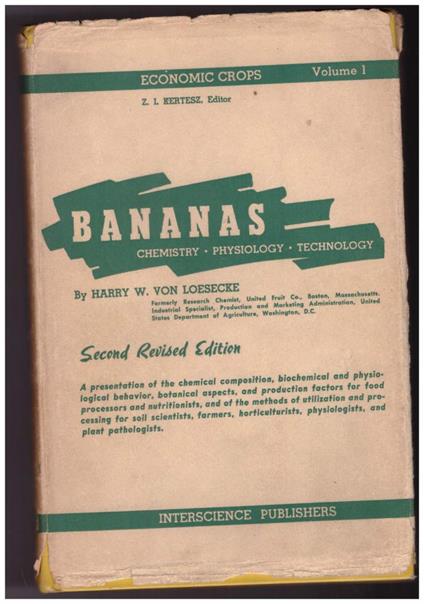 ECONOMIC CROPS Volume 1
Z. I. KERTESZ, Editor
BANANAS
CHEMISTRY · PHYSIOLOGY · TECHNOLOGY
By HARRY W. VON LOESECKE
Formerly Research Chemist, United Fruit Co., Boston, Massachusetts.
Industrial Specialist, Production and Marketing Administration, United
States Department of Agriculture, Washington, D.C.
Second Revised Edition
A presentation of the chemical composition, biochemical and physio-
logical behavior, botanical aspects, and production factors for food
processors and nutritionists, and of the methods of utilization and pro-
cessing for soil scientists, farmers, horticulturists, physiologists, and
plant pathologists.
INTERSCIENCE PUBLISHERS